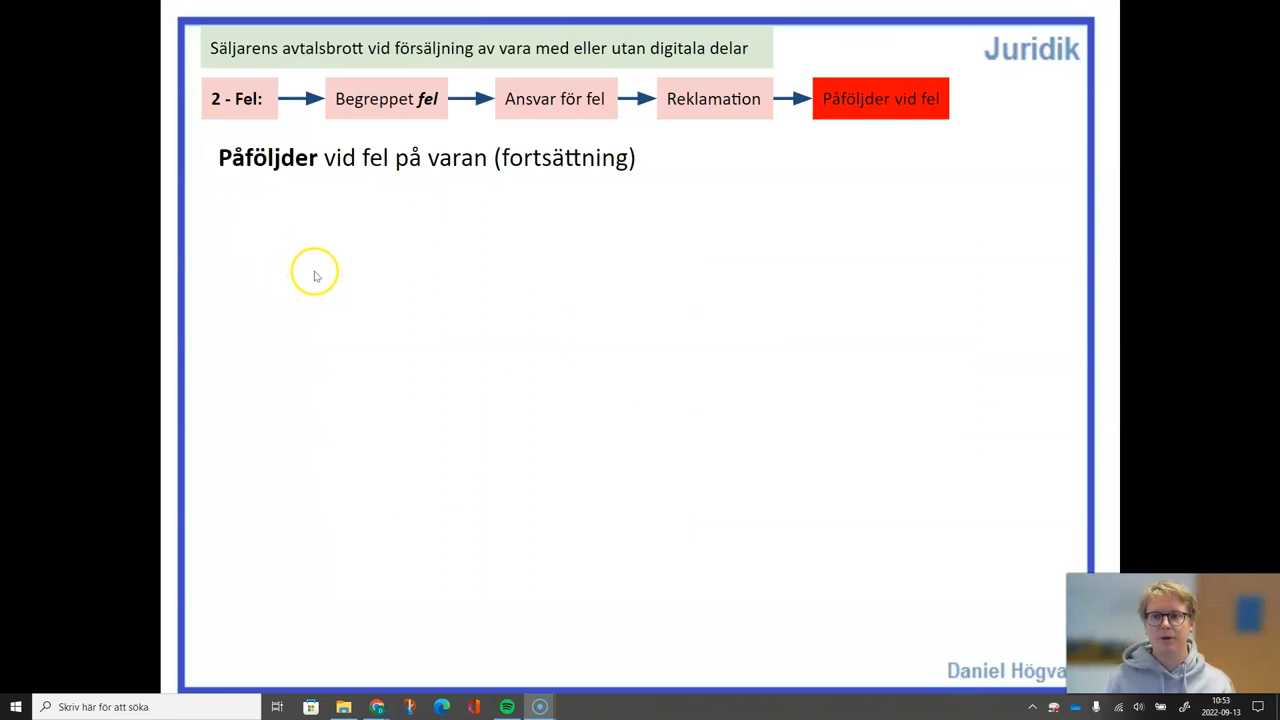 Säljarens avtalsbrott vid försäljning av vara med eller utan digitala delar
Juridik
2 - Fel:
Begreppet fel
Ansvar för fel
Reklamation
Påföljder vid fel
Påföljder vid fel på varan (fortsättning)
Daniel Högva
Skriv här för att söka
10:53
2022-09-13